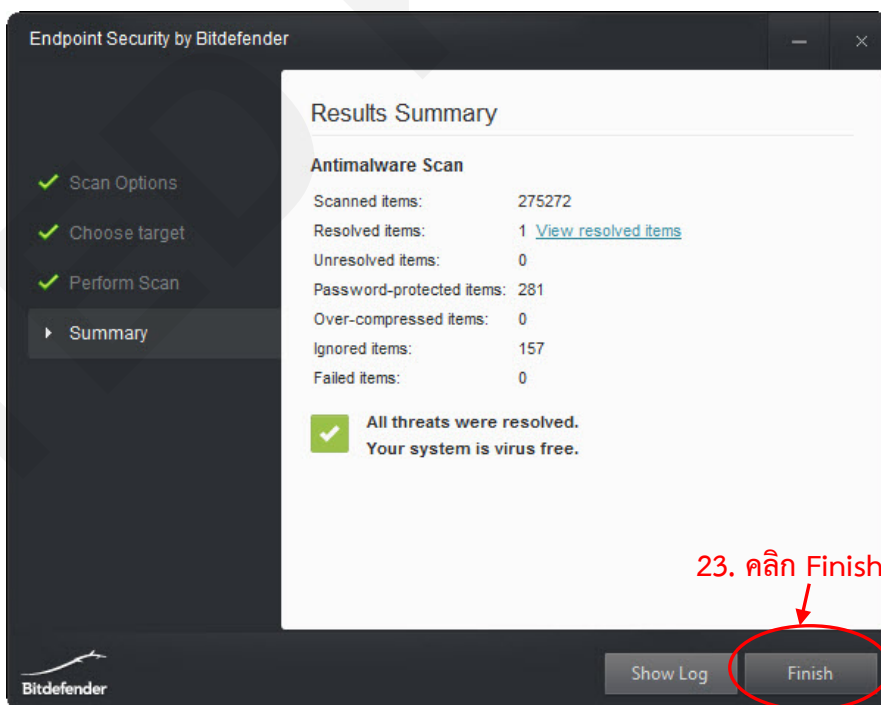 Endpoint Security by Bitdefender
Scan Options
Choose target
Perform Scan
Summary
Results Summary
Antimalware Scan
Scanned items: 275272
Resolved items: 1 View resolved items
Unresolved items: 0
Password-protected items: 281
Over-compressed items: 0
Ignored items: 157
Failed items: 0
All threats were resolved.
Your system is virus free.
23. คลิก Finish
Bitdefender
Show Log
Finish